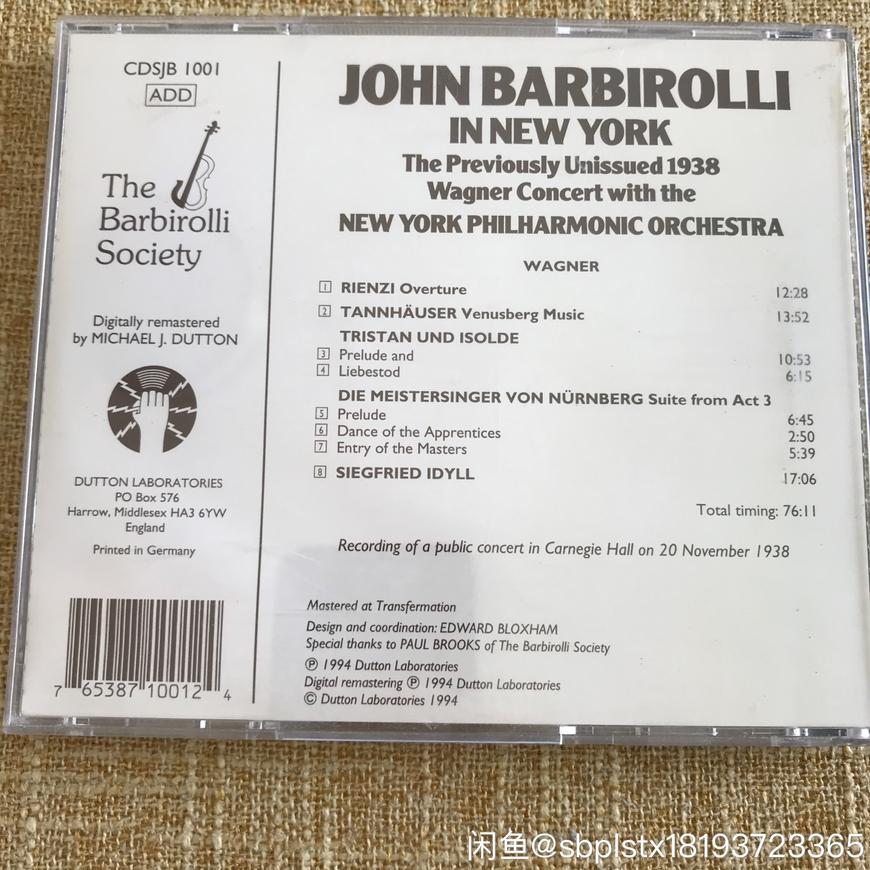 CDSJB 1001
ADD
The
Barbirolli
Society
Digitally remastered
by MICHAEL J. DUTTON
DUTTON LABORATORIES
PO Box 576
Harrow, Middlesex HA3 6YW
England
Printed in Germany
7 65387 10012 4
JOHN BARBIROLLI
IN NEW YORK
The Previously Unissued 1938
Wagner Concert with the
NEW YORK PHILHARMONIC ORCHESTRA
WAGNER
1 RIENZI Overture 12:28
2 TANNHÄUSER Venusberg Music 13:52
TRISTAN UND ISOLDE
3 Prelude and 10:53
4 Liebestod 6:15
DIE MEISTERSINGER VON NÜRNBERG Suite from Act 3
5 Prelude 6:45
6 Dance of the Apprentices 2:50
7 Entry of the Masters 5:39
8 SIEGFRIED IDYLL 17:06
Total timing: 76:11
Recording of a public concert in Carnegie Hall on 20 November 1938
Mastered at Transfermation
Design and coordination: EDWARD BLOXHAM
Special thanks to PAUL BROOKS of The Barbirolli Society
℗ 1994 Dutton Laboratories
Digital remastering ℗ 1994 Dutton Laboratories
© Dutton Laboratories 1994
闲鱼@sbplstx18193723365